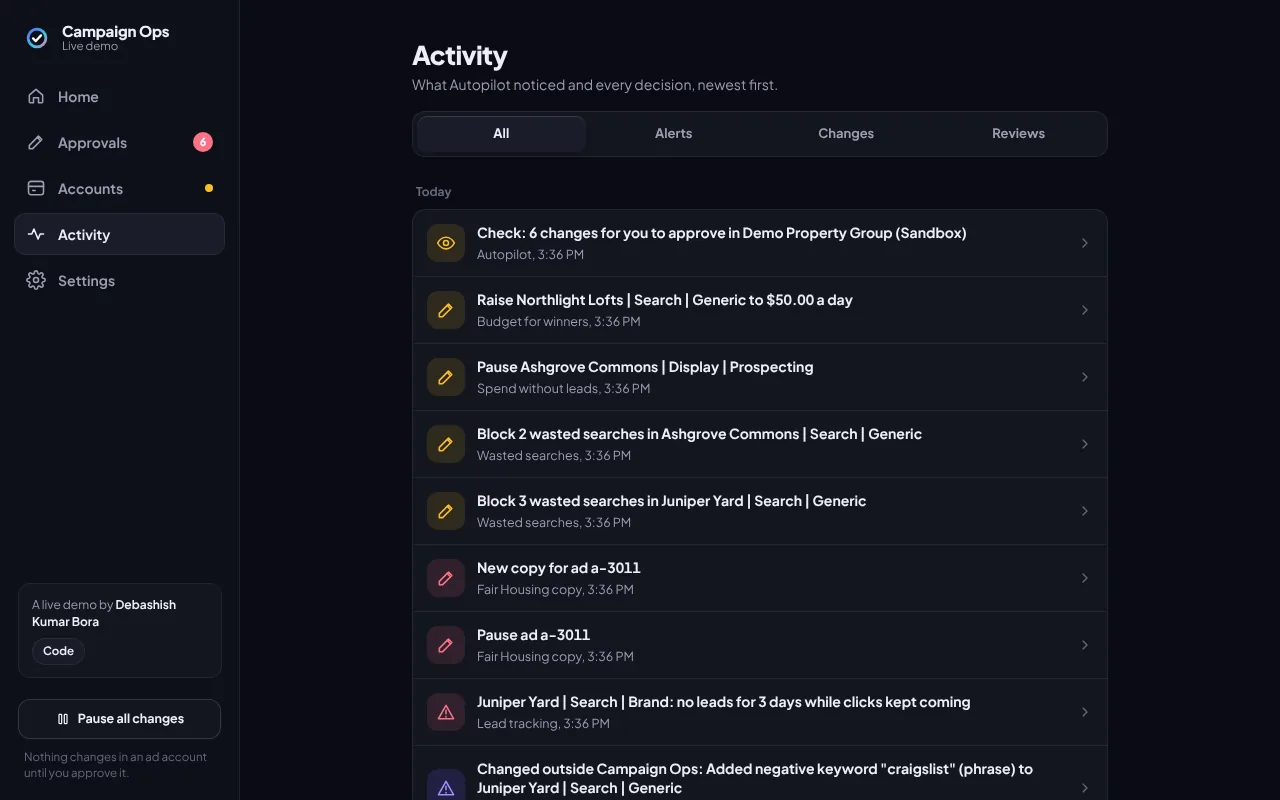 Campaign Ops
Live demo
Home
Approvals 6
Accounts
Activity
Settings
A live demo by Debashish
Kumar Bora
Code
Pause all changes
Nothing changes in an ad account
until you approve it.
Activity
What Autopilot noticed and every decision, newest first.
All Alerts Changes Reviews
Today
Check: 6 changes for you to approve in Demo Property Group (Sandbox)
Autopilot, 3:36 PM
Raise Northlight Lofts | Search | Generic to $50.00 a day
Budget for winners, 3:36 PM
Pause Ashgrove Commons | Display | Prospecting
Spend without leads, 3:36 PM
Block 2 wasted searches in Ashgrove Commons | Search | Generic
Wasted searches, 3:36 PM
Block 3 wasted searches in Juniper Yard | Search | Generic
Wasted searches, 3:36 PM
New copy for ad a-3011
Fair Housing copy, 3:36 PM
Pause ad a-3011
Fair Housing copy, 3:36 PM
Juniper Yard | Search | Brand: no leads for 3 days while clicks kept coming
Lead tracking, 3:36 PM
Changed outside Campaign Ops: Added negative keyword "craigslist" (phrase) to
Juniper Yard | Search | Generic